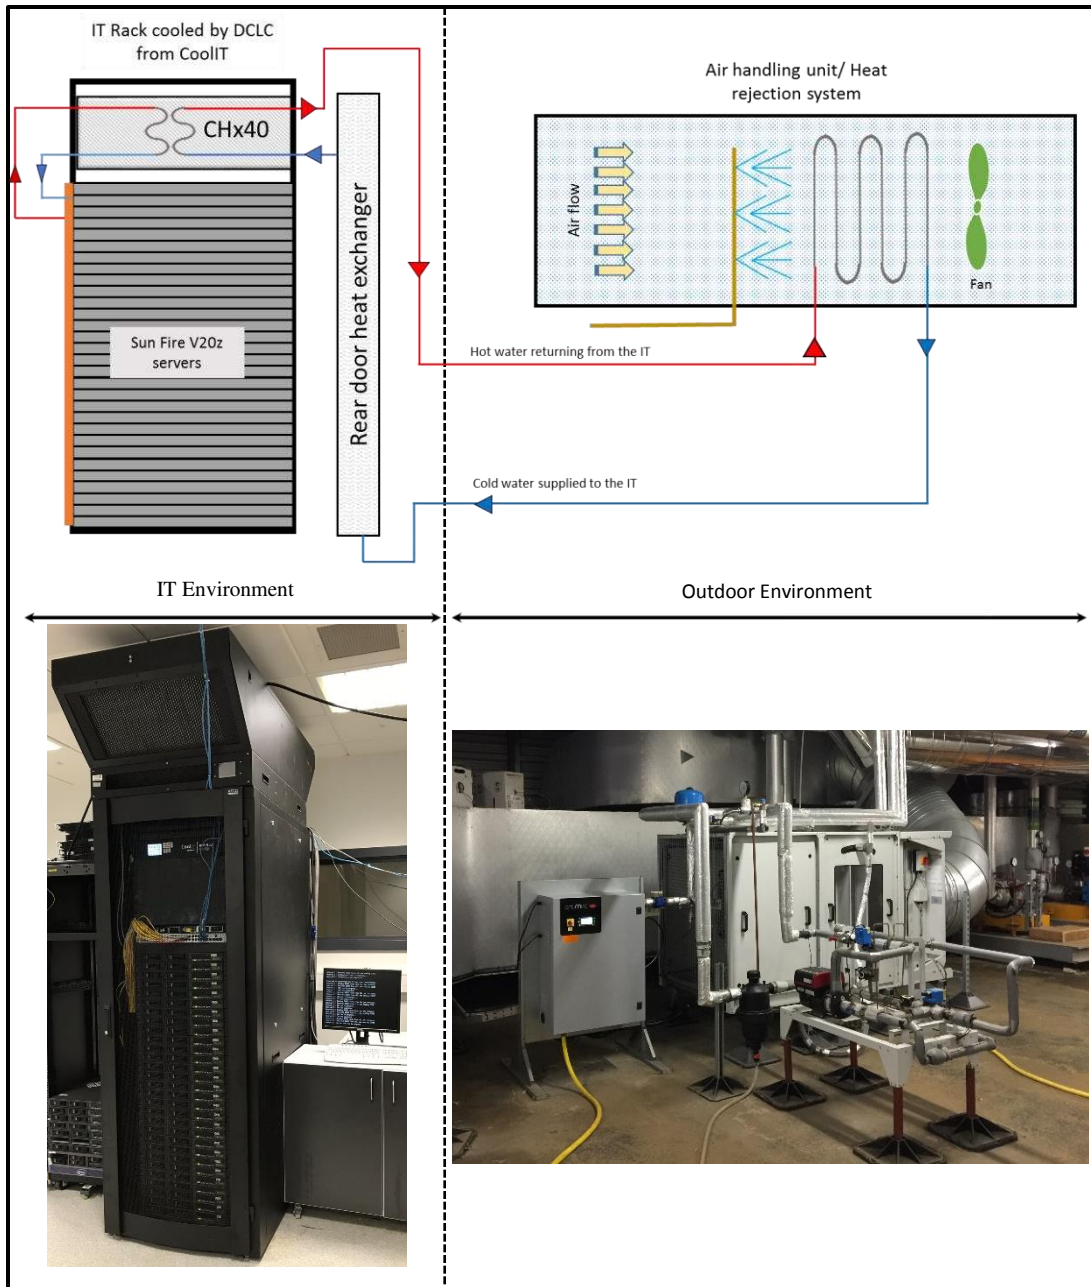 IT Rack cooled by DCLC
from CoolIT
Air handling unit/ Heat
rejection system
CHx40
Rear door heat exchanger
Air flow
Fan
Sun Fire V20z
servers
Hot water returning from the IT
Cold water supplied to the IT
IT Environment
Outdoor Environment